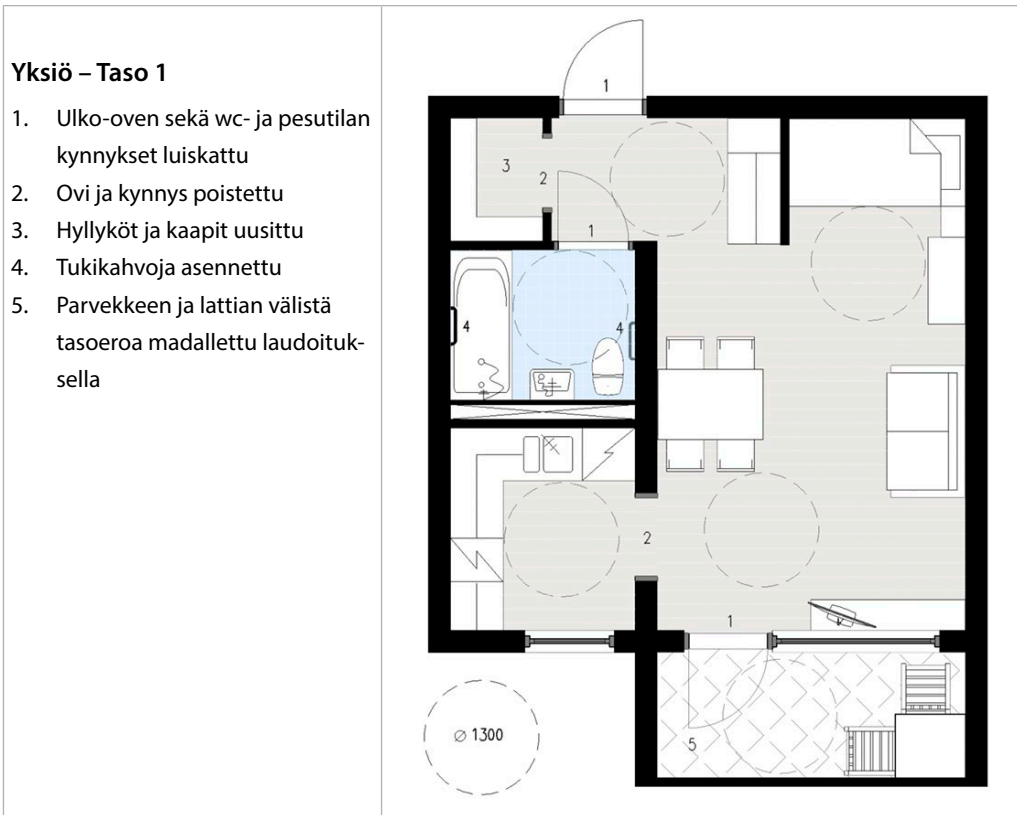 Yksiö – Taso 1
1. Ulko-oven sekä wc- ja pesutilan
kynnykset luiskattu
2. Ovi ja kynnys poistettu
3. Hyllyköt ja kaapit uusittu
4. Tukikahvoja asennettu
5. Parvekkeen ja lattian välistä
tasoeroa madallettu laudoituk-
sella
1
3
2
1
4
4
2
1
5
⌀ 1300